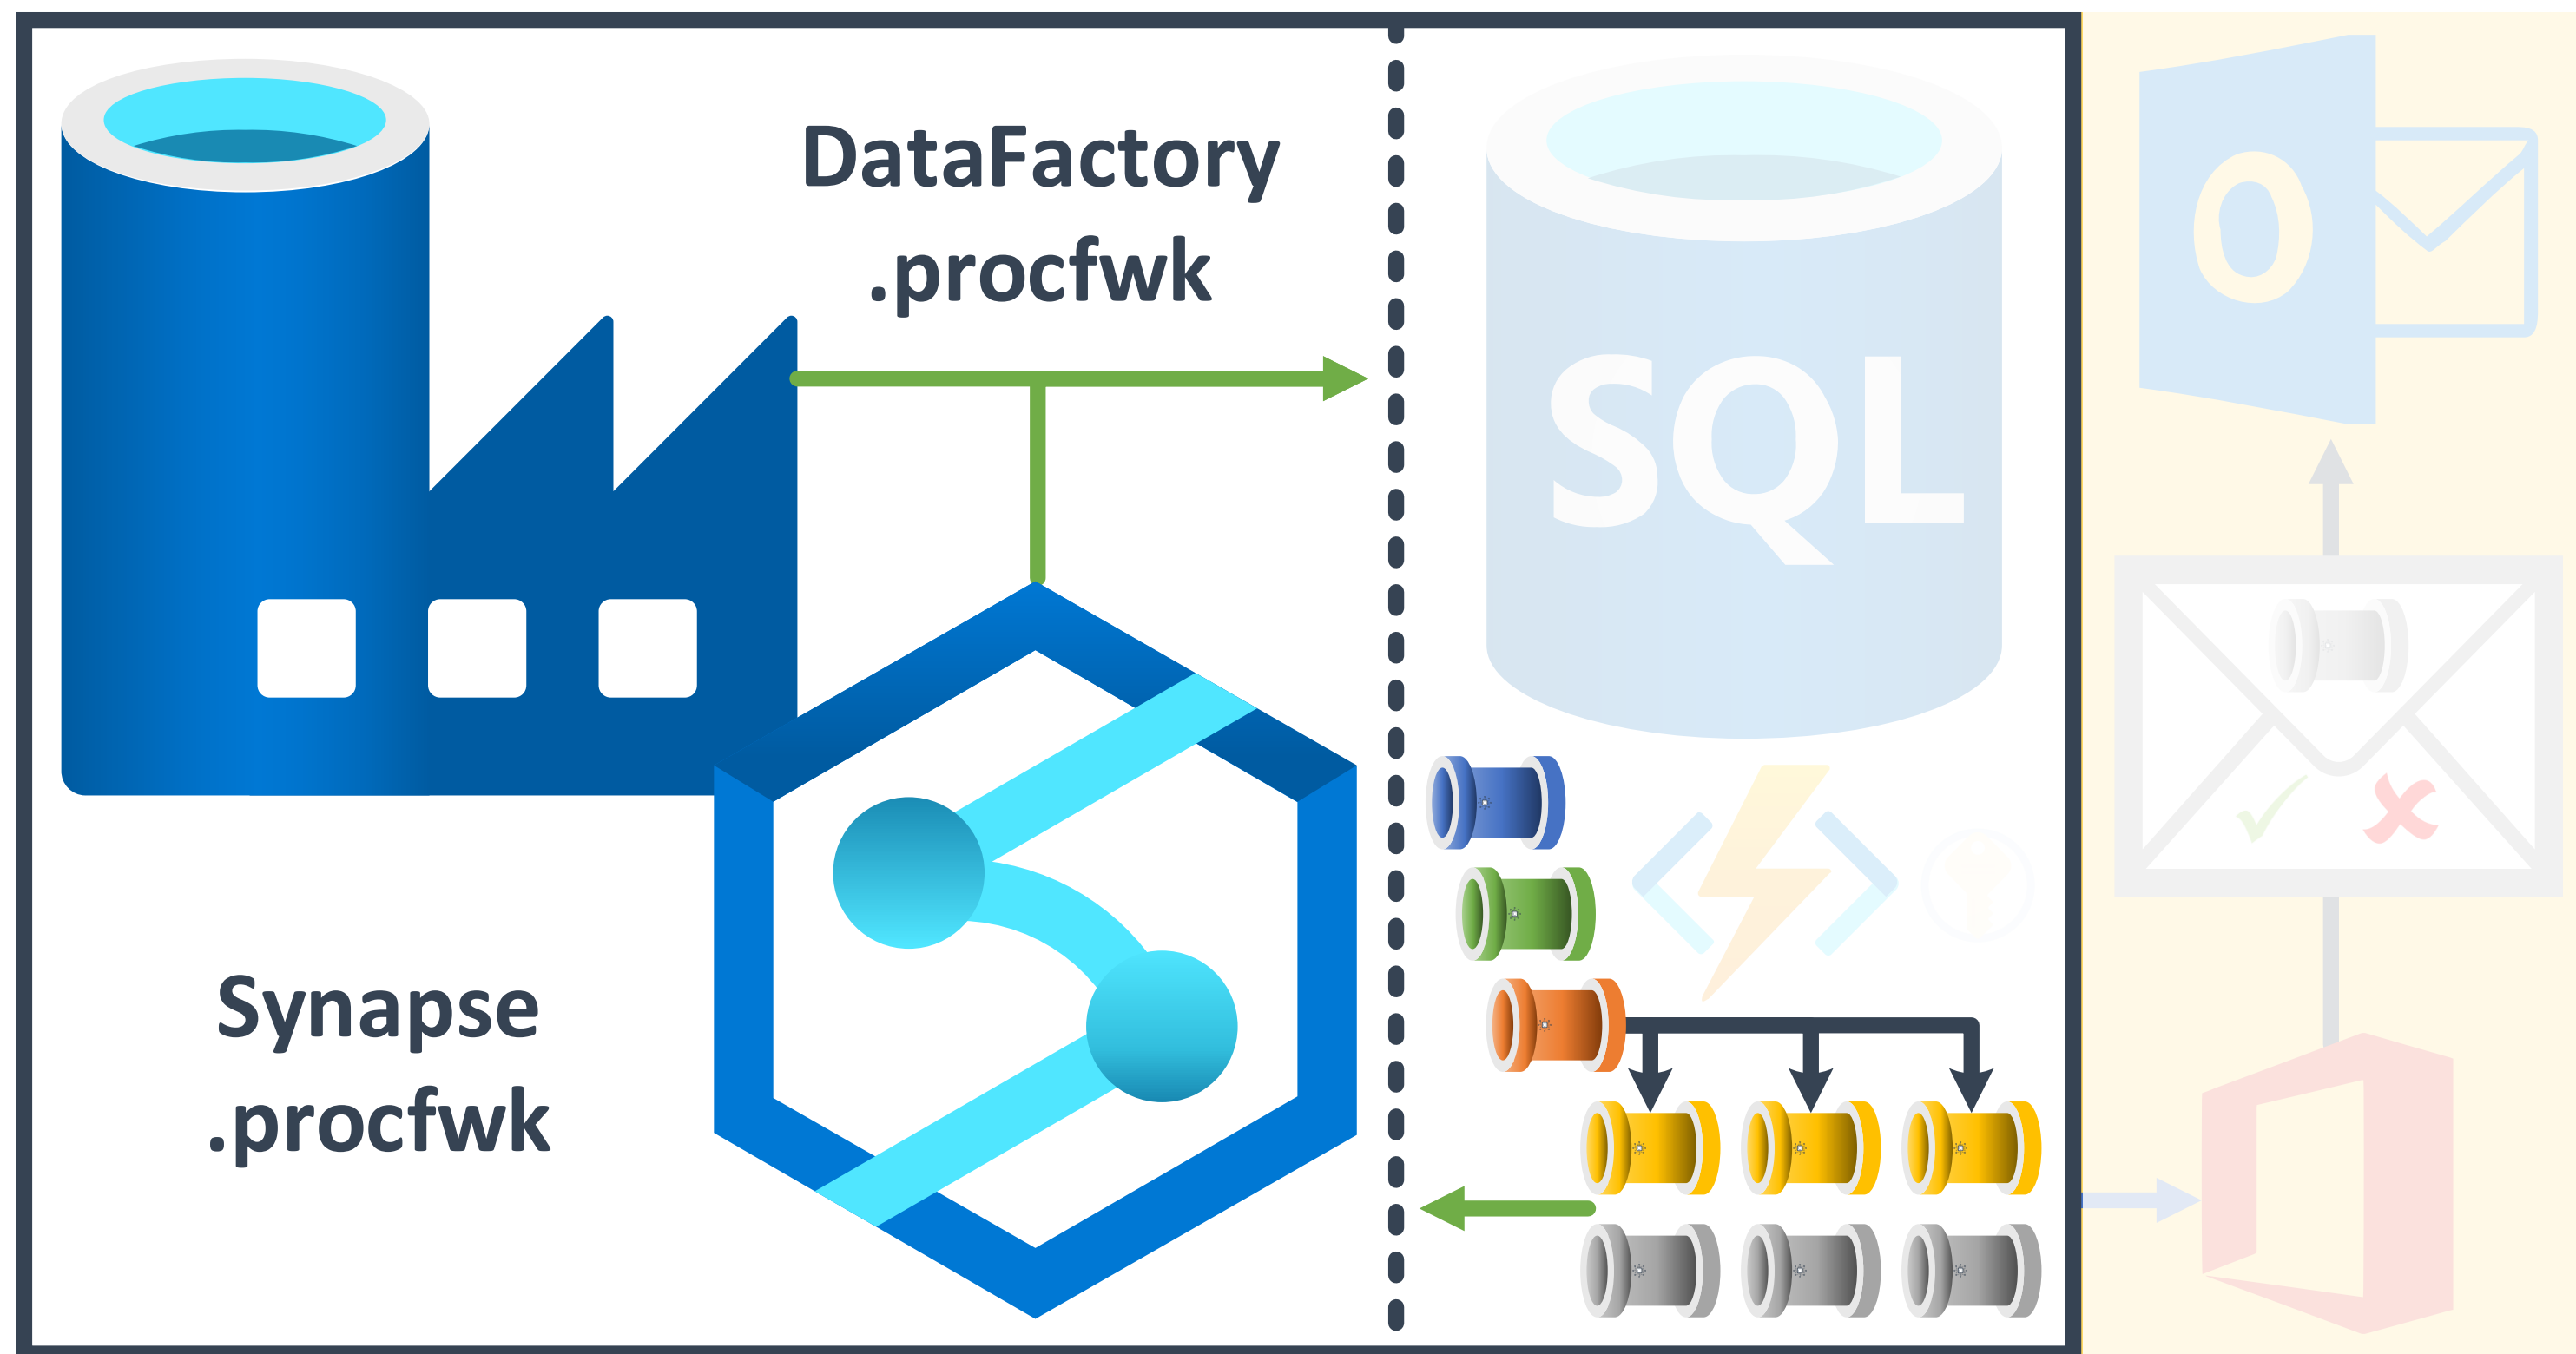 DataFactory
.procfwk
SQL
O
Synapse
.procfwk